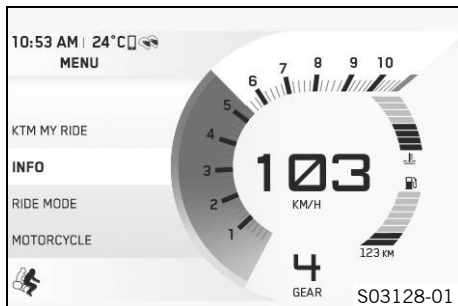 10:53 AM | 24°C
MENU
KTM MY RIDE
INFO
RIDE MODE
MOTORCYCLE
1
2
3
4
5
6
7
8
9
10
103
KM/H
123 KM
4
GEAR
S03128-01